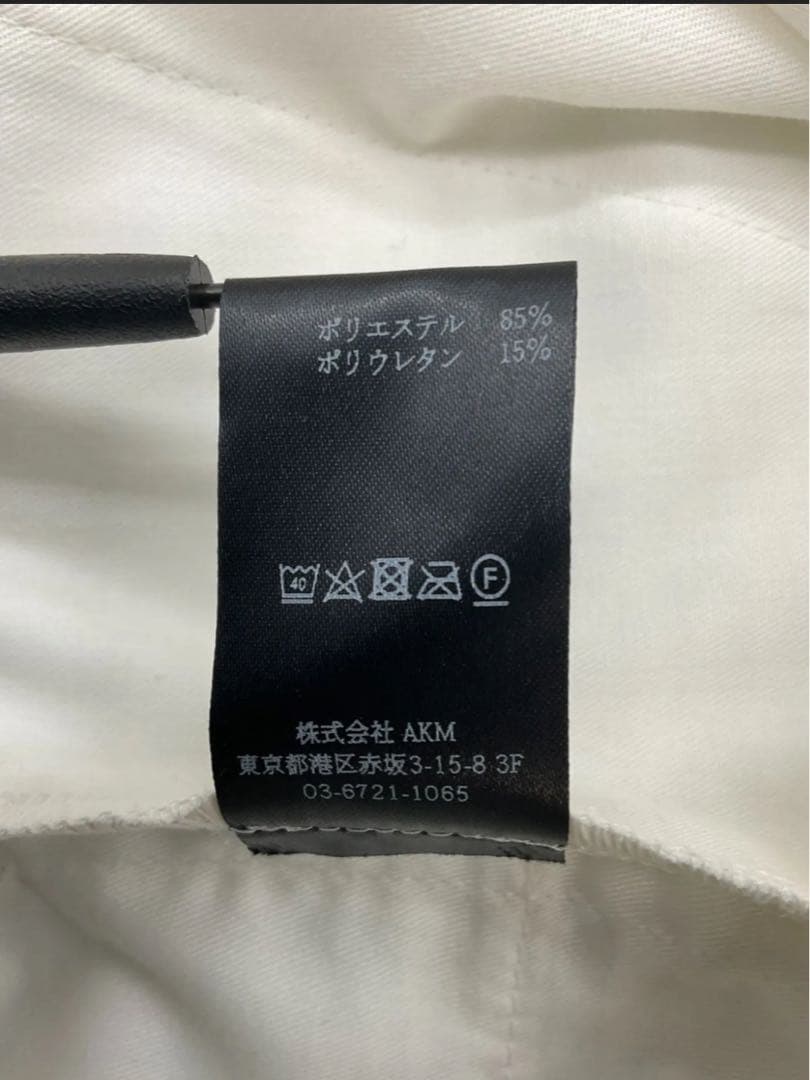 ポリエステル 85%
ポリウレタン 15%
40 F
株式会社 AKM
東京都港区赤坂3-15-8 3F
03-6721-1065